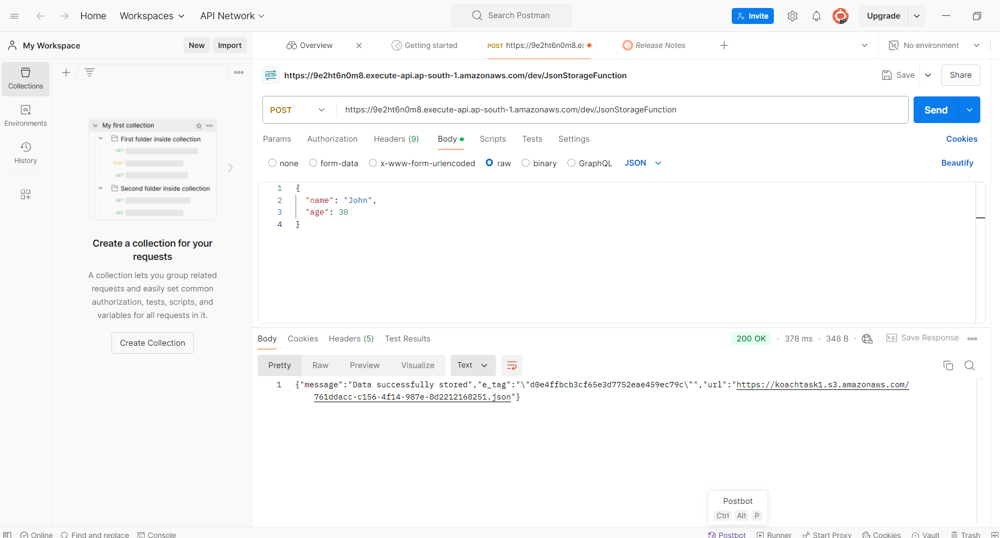 Home Workspaces API Network Search Postman Invite Upgrade
My Workspace New Import Overview Getting started POST https://9e2ht6n0m8.e Release Notes No environment
Collections
Environments
History
My first collection
First folder inside collection
GET
POST
GET
Second folder inside collection
GET
GET
Create a collection for your
requests
A collection lets you group related
requests and easily set common
authorization, tests, scripts, and
variables for all requests in it.
Create Collection
HTTP https://9e2ht6n0m8.execute-api.ap-south-1.amazonaws.com/dev/JsonStorageFunction Save Share
POST https://9e2ht6n0m8.execute-api.ap-south-1.amazonaws.com/dev/JsonStorageFunction Send
Params Authorization Headers (9) Body Scripts Tests Settings Cookies
none form-data x-www-form-urlencoded raw binary GraphQL JSON Beautify
1 {
2 "name": "John",
3 "age": 30
4 }
Body Cookies Headers (5) Test Results 200 OK 378 ms 348 B e.g. Save Response
Pretty Raw Preview Visualize Text
1 {"message":"Data successfully stored","e_tag":"\"d0e4ffbcb3cf65e3d7752eae459ec79c\"","url":"https://koachtask1.s3.amazonaws.com/
761ddacc-c156-4f14-987e-8d2212168251.json"}
Postbot
Ctrl Alt P
Online Find and replace Console Postbot Runner Start Proxy Cookies Vault Trash